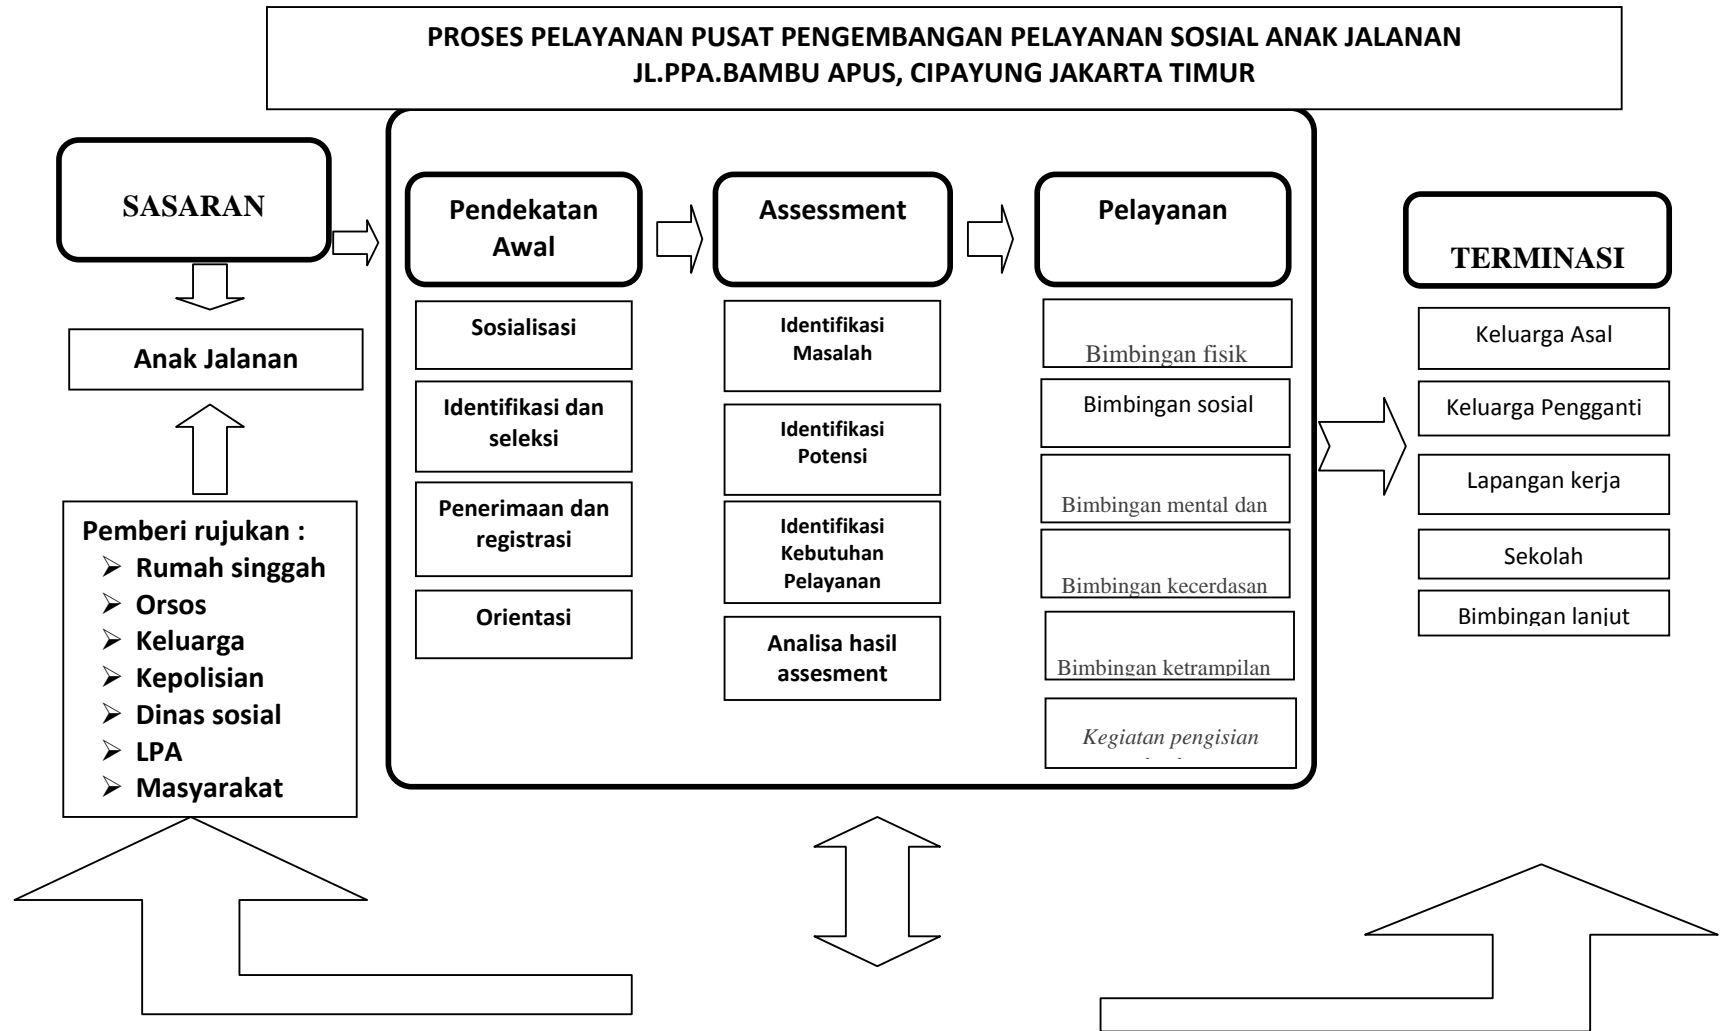 PROSES PELAYANAN PUSAT PENGEMBANGAN PELAYANAN SOSIAL ANAK JALANAN
JL.PPA.BAMBU APUS, CIPAYUNG JAKARTA TIMUR
SASARAN
Anak Jalanan
Pemberi rujukan :
➢ Rumah singgah
➢ Orsos
➢ Keluarga
➢ Kepolisian
➢ Dinas sosial
➢ LPA
➢ Masyarakat
Pendekatan
Awal
Sosialisasi
Identifikasi dan
seleksi
Penerimaan dan
registrasi
Orientasi
Assessment
Identifikasi
Masalah
Identifikasi
Potensi
Identifikasi
Kebutuhan
Pelayanan
Analisa hasil
assesment
Pelayanan
Bimbingan fisik
Bimbingan sosial
Bimbingan mental dan
Bimbingan kecerdasan
Bimbingan ketrampilan
Kegiatan pengisian
TERMINASI
Keluarga Asal
Keluarga Pengganti
Lapangan kerja
Sekolah
Bimbingan lanjut